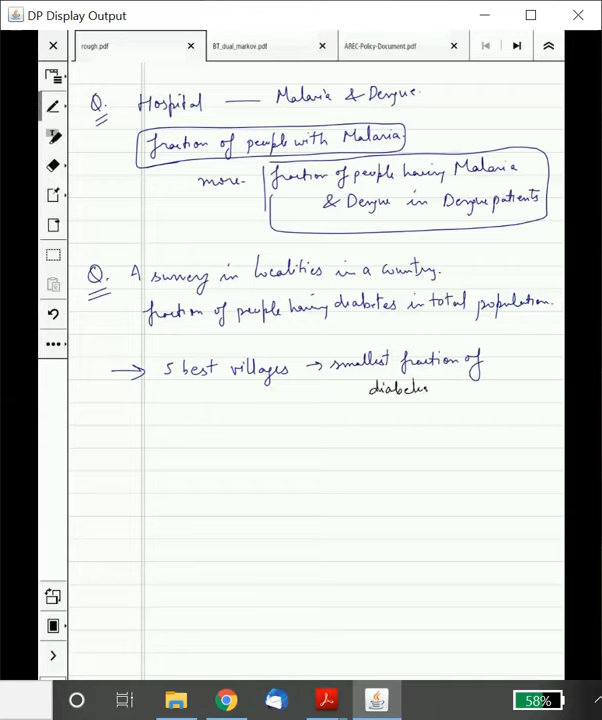 DP Display Output
rough.pdf
BT_dual_markov.pdf
AREC-Policy-Document.pdf
Q. Hospital — Malaria & Dengue.
fraction of people with Malaria
more. fraction of people having Malaria
& Dengue in Dengue patients
Q. A survey in localities in a country.
fraction of people having diabetes in total population.
→ 5 best villages → smallest fraction of
diabetes
58%